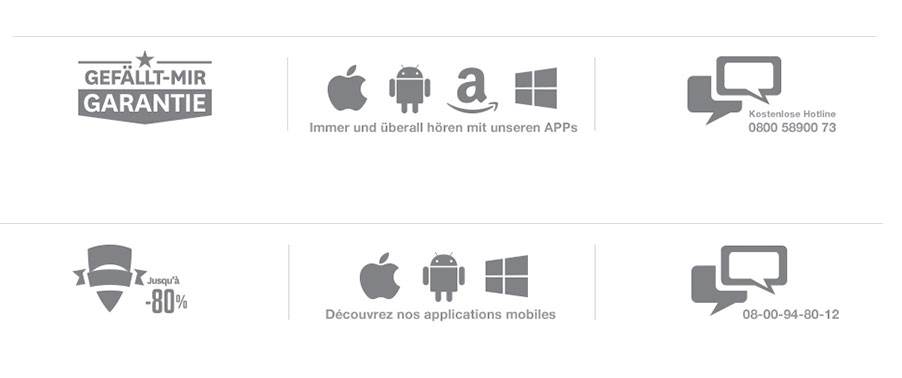 GEFÄLLT-MIR
GARANTIE
a
Immer und überall hören mit unseren APPs
Kostenlose Hotline
0800 58900 73
Jusqu'à
-80%
Découvrez nos applications mobiles
08-00-94-80-12